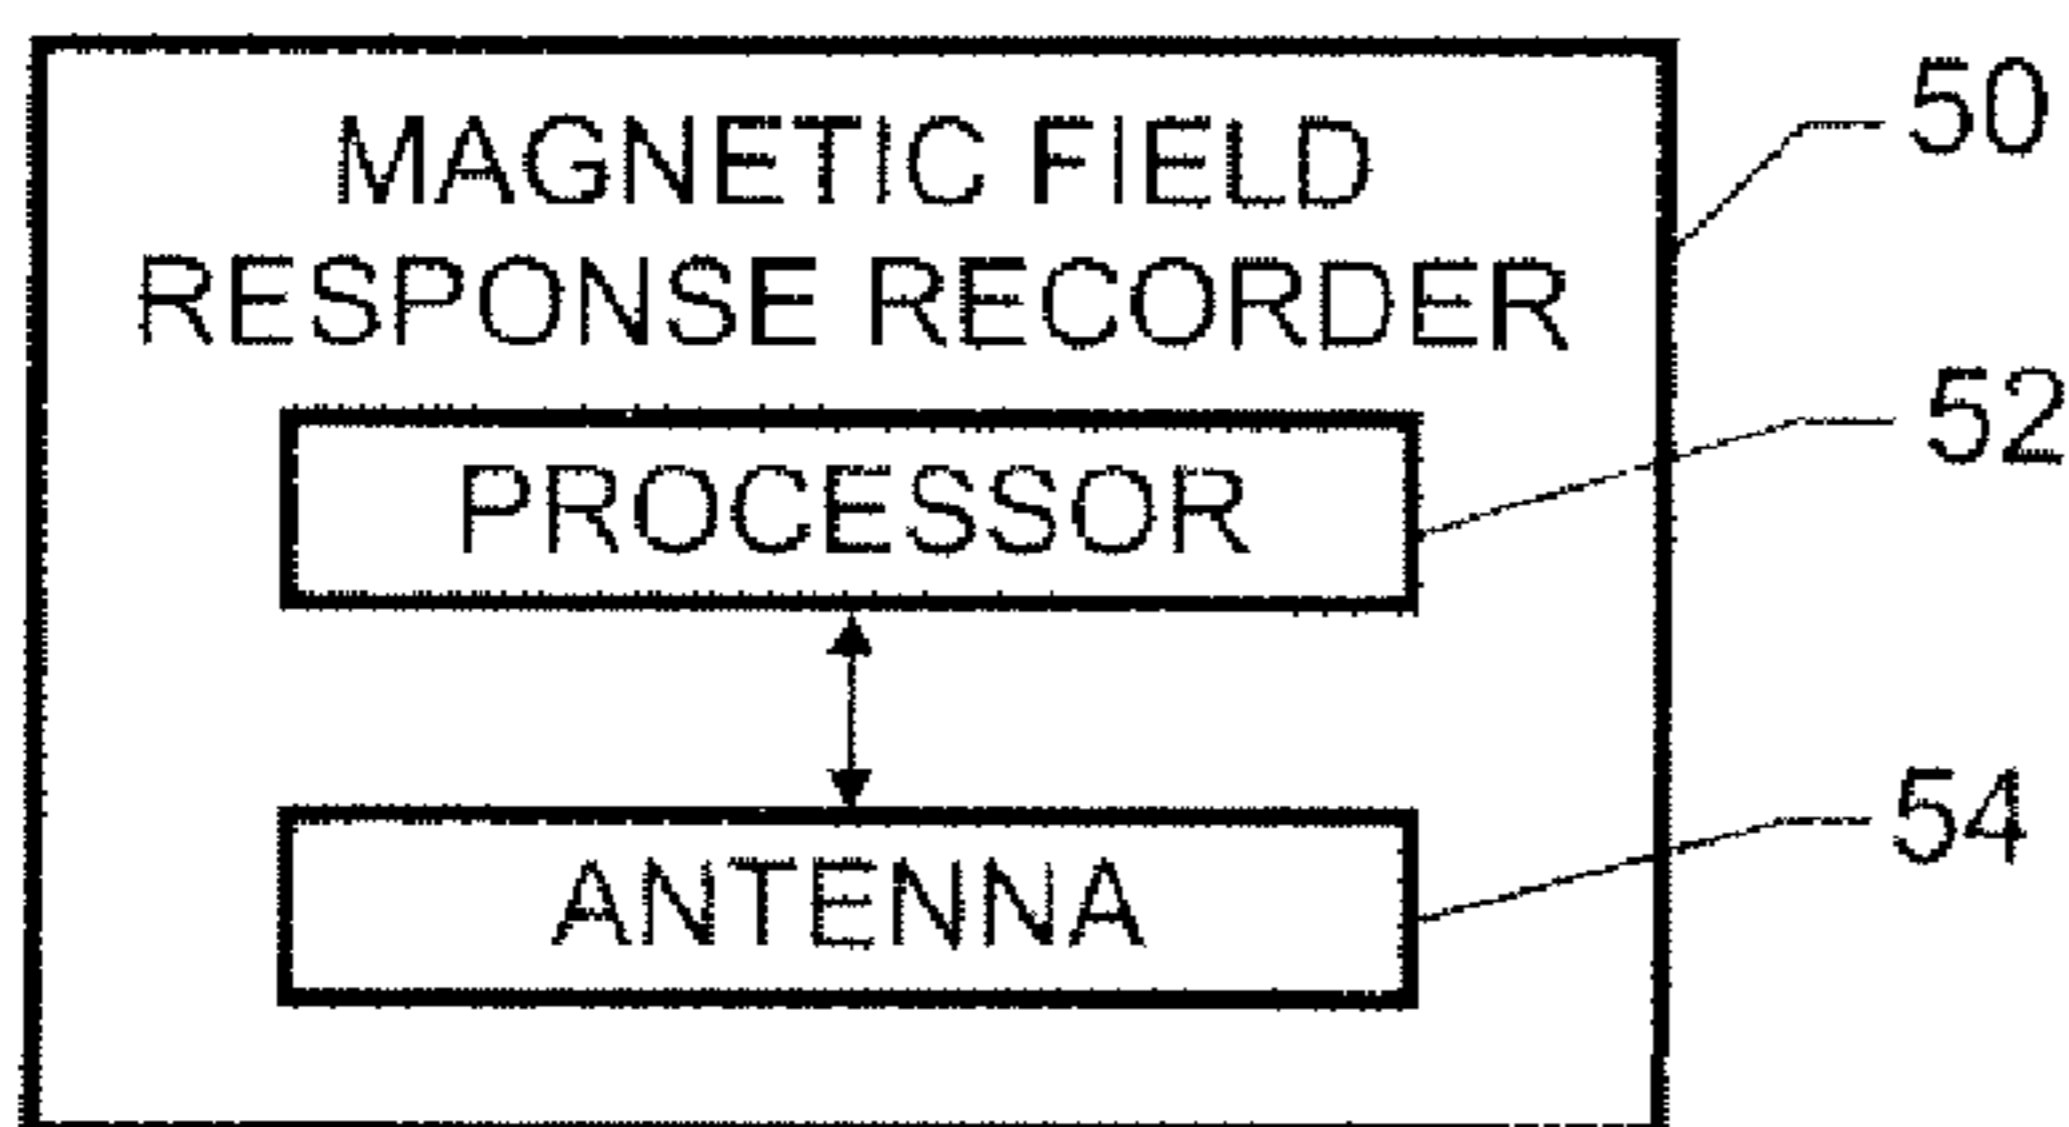 MAGNETIC FIELD
RESPONSE RECORDER
50
PROCESSOR
52
ANTENNA
54